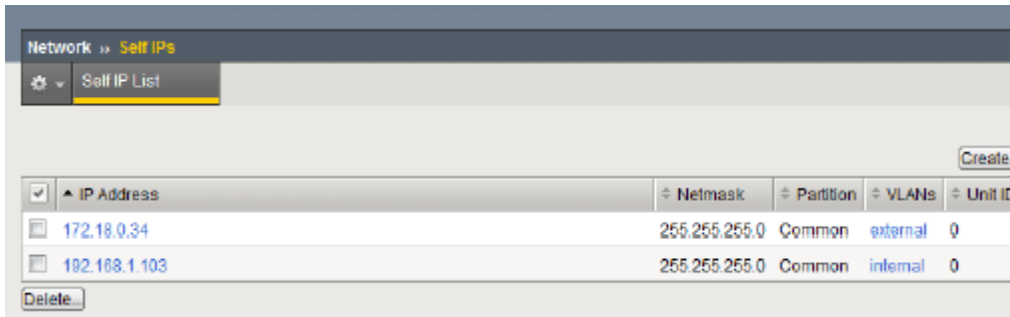 Network » Self IPs
Self IP List
Create
IP Address Netmask Partition VLANs Unit ID
172.18.0.34 255.255.255.0 Common external 0
192.168.1.103 255.255.255.0 Common internal 0
Delete...